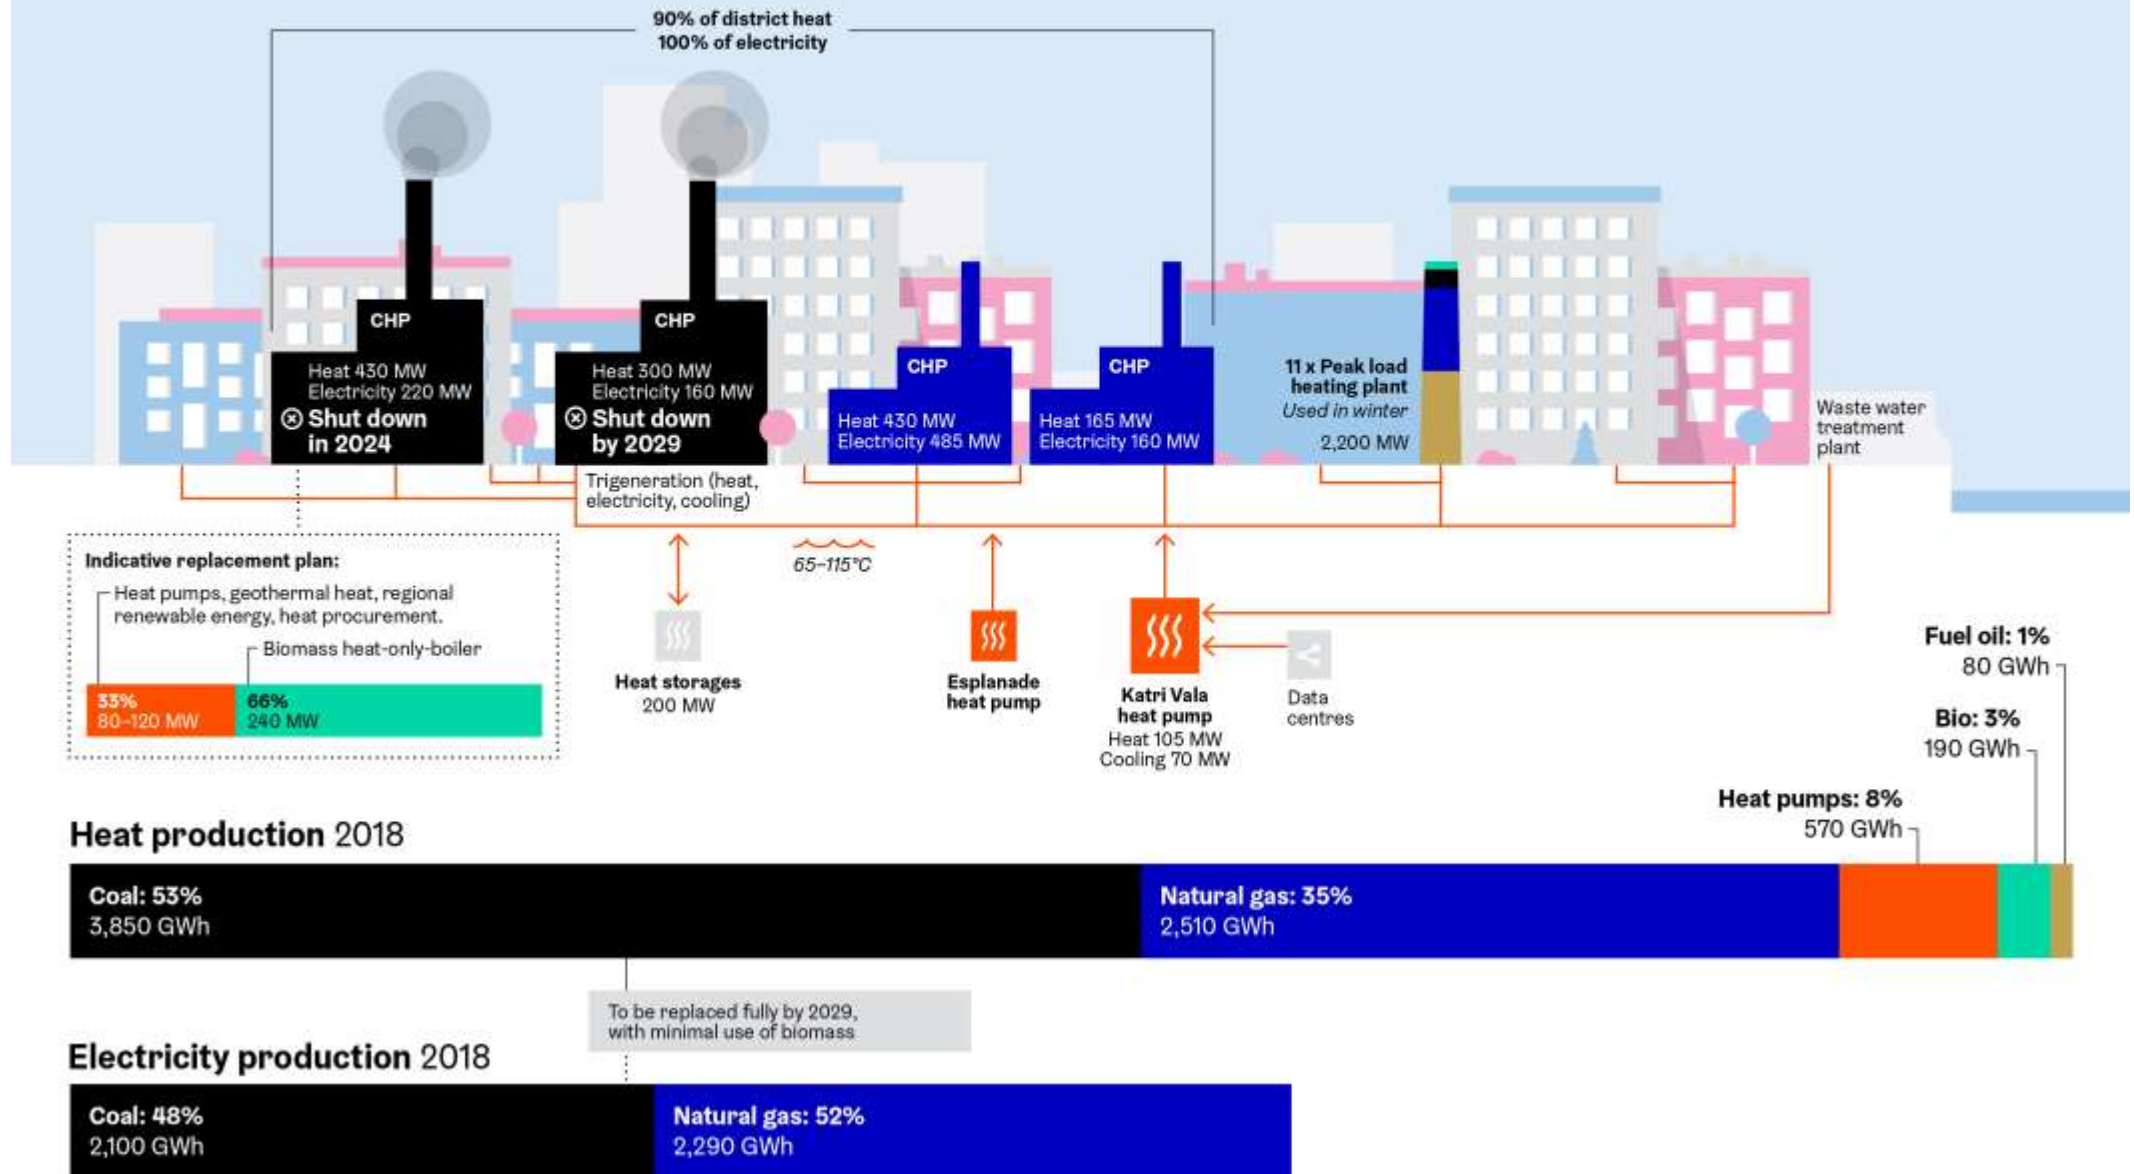 90% of district heat
100% of electricity
CHP
Heat 430 MW
Electricity 220 MW
Shut down
in 2024
CHP
Heat 300 MW
Electricity 160 MW
Shut down
by 2029
CHP
Heat 430 MW
Electricity 485 MW
CHP
Heat 165 MW
Electricity 160 MW
11 x Peak load
heating plant
Used in winter
2,200 MW
Waste water
treatment
plant
Trigeneration (heat,
electricity, cooling)
65–115°C
Indicative replacement plan:
Heat pumps, geothermal heat, regional
renewable energy, heat procurement.
Biomass heat-only-boiler
33%
80–120 MW
66%
240 MW
Heat storages
200 MW
Esplanade
heat pump
Katri Vala
heat pump
Heat 105 MW
Cooling 70 MW
Data
centres
Fuel oil: 1%
80 GWh
Bio: 3%
190 GWh
Heat pumps: 8%
570 GWh
Heat production 2018
Coal: 53%
3,850 GWh
Natural gas: 35%
2,510 GWh
To be replaced fully by 2029,
with minimal use of biomass
Electricity production 2018
Coal: 48%
2,100 GWh
Natural gas: 52%
2,290 GWh